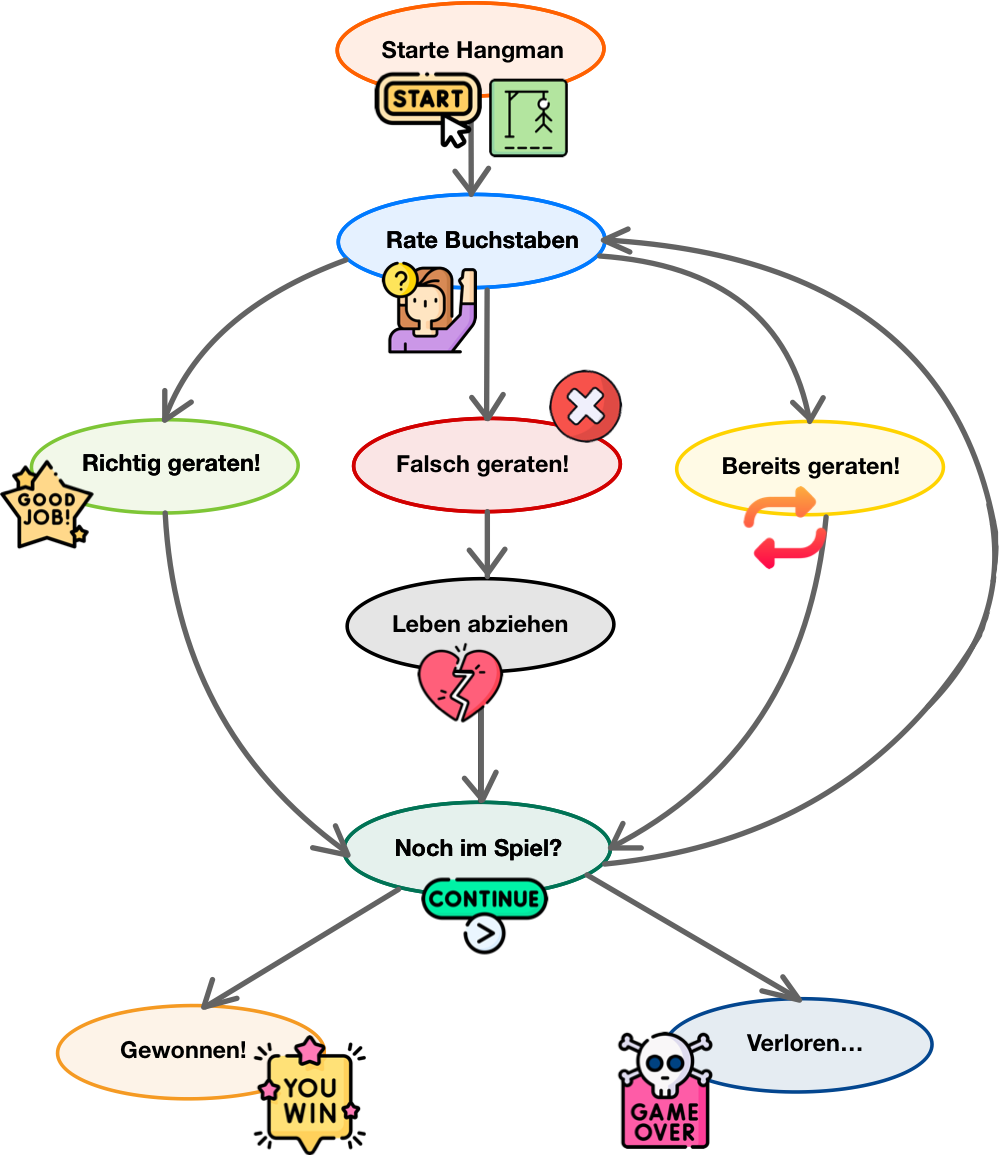 Starte Hangman
START
Rate Buchstaben
?
Richtig geraten!
GOOD
JOB!
Falsch geraten!
Bereits geraten!
Leben abziehen
Noch im Spiel?
CONTINUE
Gewonnen!
YOU
WIN
Verloren...
GAME
OVER